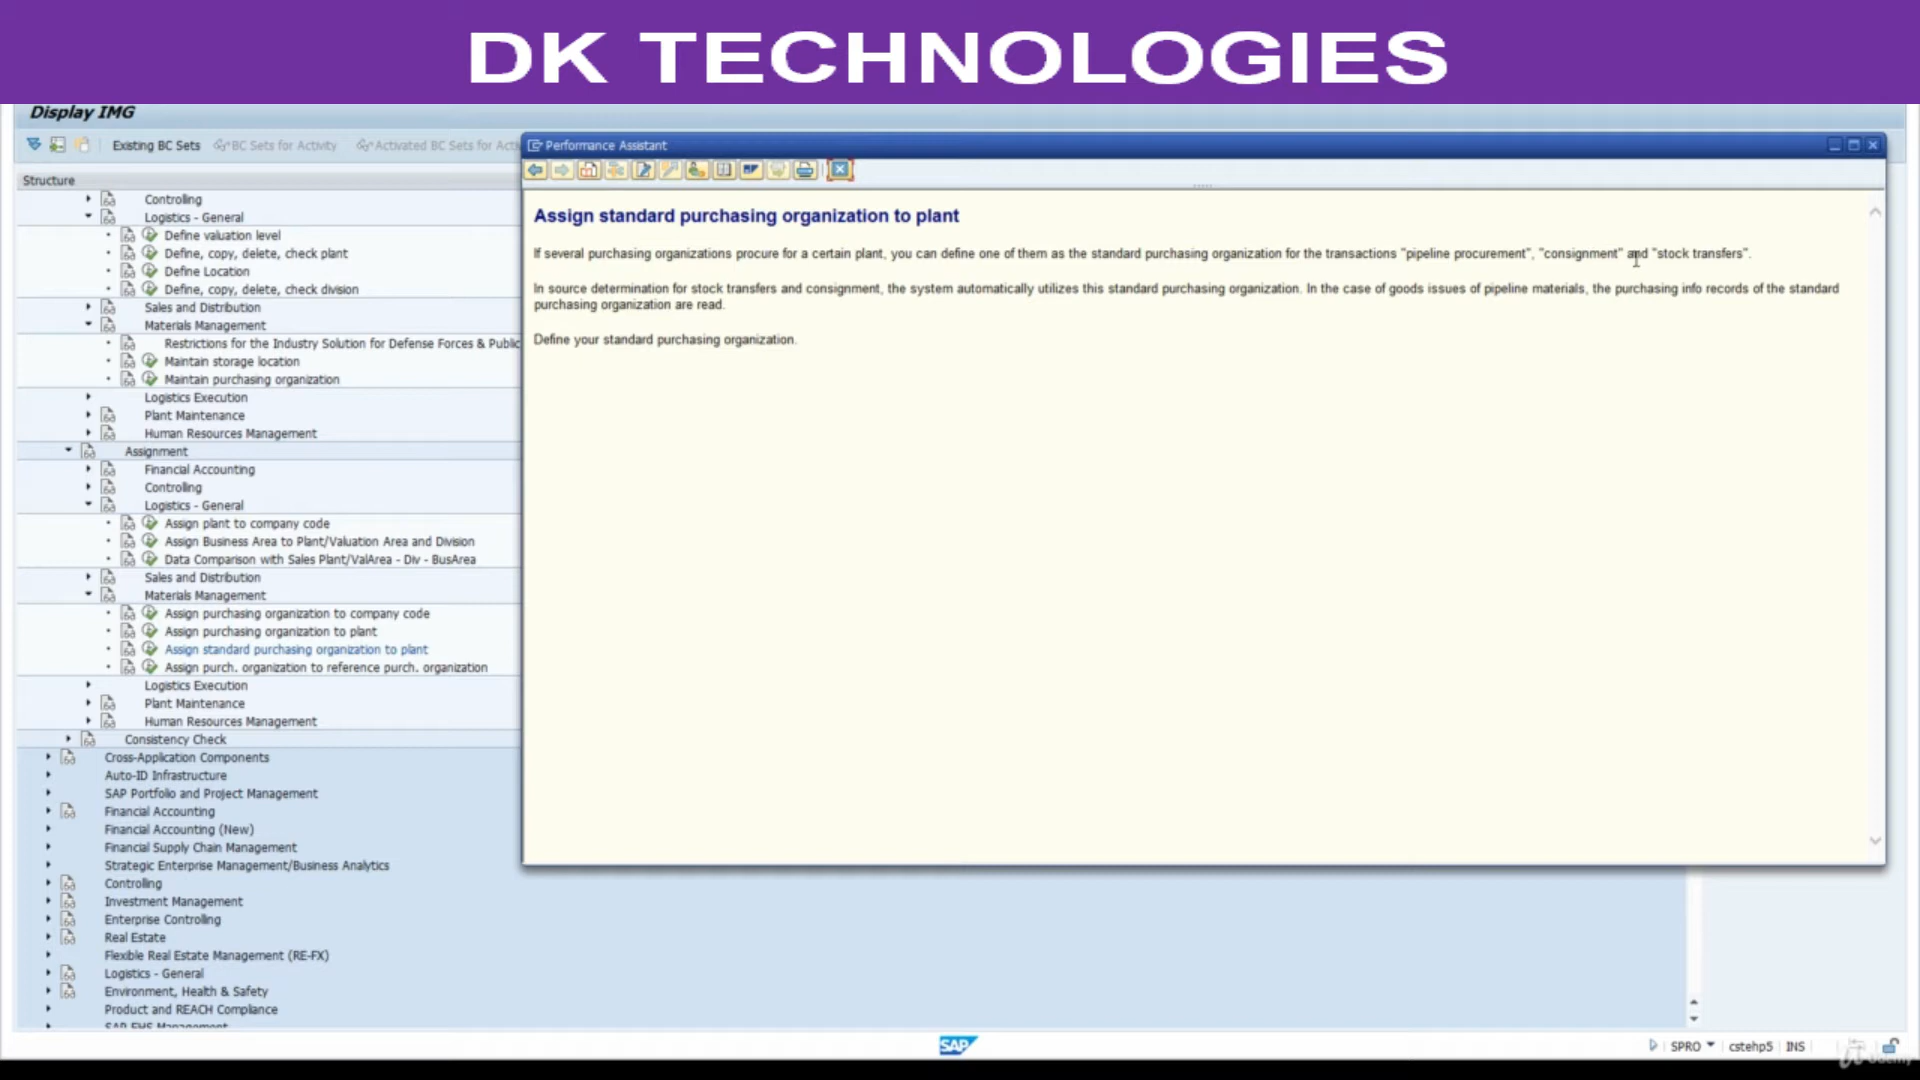 DK TECHNOLOGIES
Display IMG
Existing BC Sets BC Sets for Activity Activated BC Sets for Acti
Performance Assistant
Structure
Controlling
Logistics - General
Define valuation level
Define, copy, delete, check plant
Define Location
Define, copy, delete, check division
Sales and Distribution
Materials Management
Restrictions for the Industry Solution for Defense Forces & Public
Maintain storage location
Maintain purchasing organization
Logistics Execution
Plant Maintenance
Human Resources Management
Assignment
Financial Accounting
Controlling
Logistics - General
Assign plant to company code
Assign Business Area to Plant/Valuation Area and Division
Data Comparison with Sales Plant/ValArea - Div - BusArea
Sales and Distribution
Materials Management
Assign purchasing organization to company code
Assign purchasing organization to plant
Assign standard purchasing organization to plant
Assign purch. organization to reference purch. organization
Logistics Execution
Plant Maintenance
Human Resources Management
Consistency Check
Cross-Application Components
Auto-ID Infrastructure
SAP Portfolio and Project Management
Financial Accounting
Financial Accounting (New)
Financial Supply Chain Management
Strategic Enterprise Management/Business Analytics
Controlling
Investment Management
Enterprise Controlling
Real Estate
Flexible Real Estate Management (RE-FX)
Logistics - General
Environment, Health & Safety
Product and REACH Compliance
SAP EHS Management
Assign standard purchasing organization to plant
If several purchasing organizations procure for a certain plant, you can define one of them as the standard purchasing organization for the transactions "pipeline procurement", "consignment" and "stock transfers".
In source determination for stock transfers and consignment, the system automatically utilizes this standard purchasing organization. In the case of goods issues of pipeline materials, the purchasing info records of the standard
purchasing organization are read.
Define your standard purchasing organization.
SAP
SPRO cstehp5 INS
Udemy